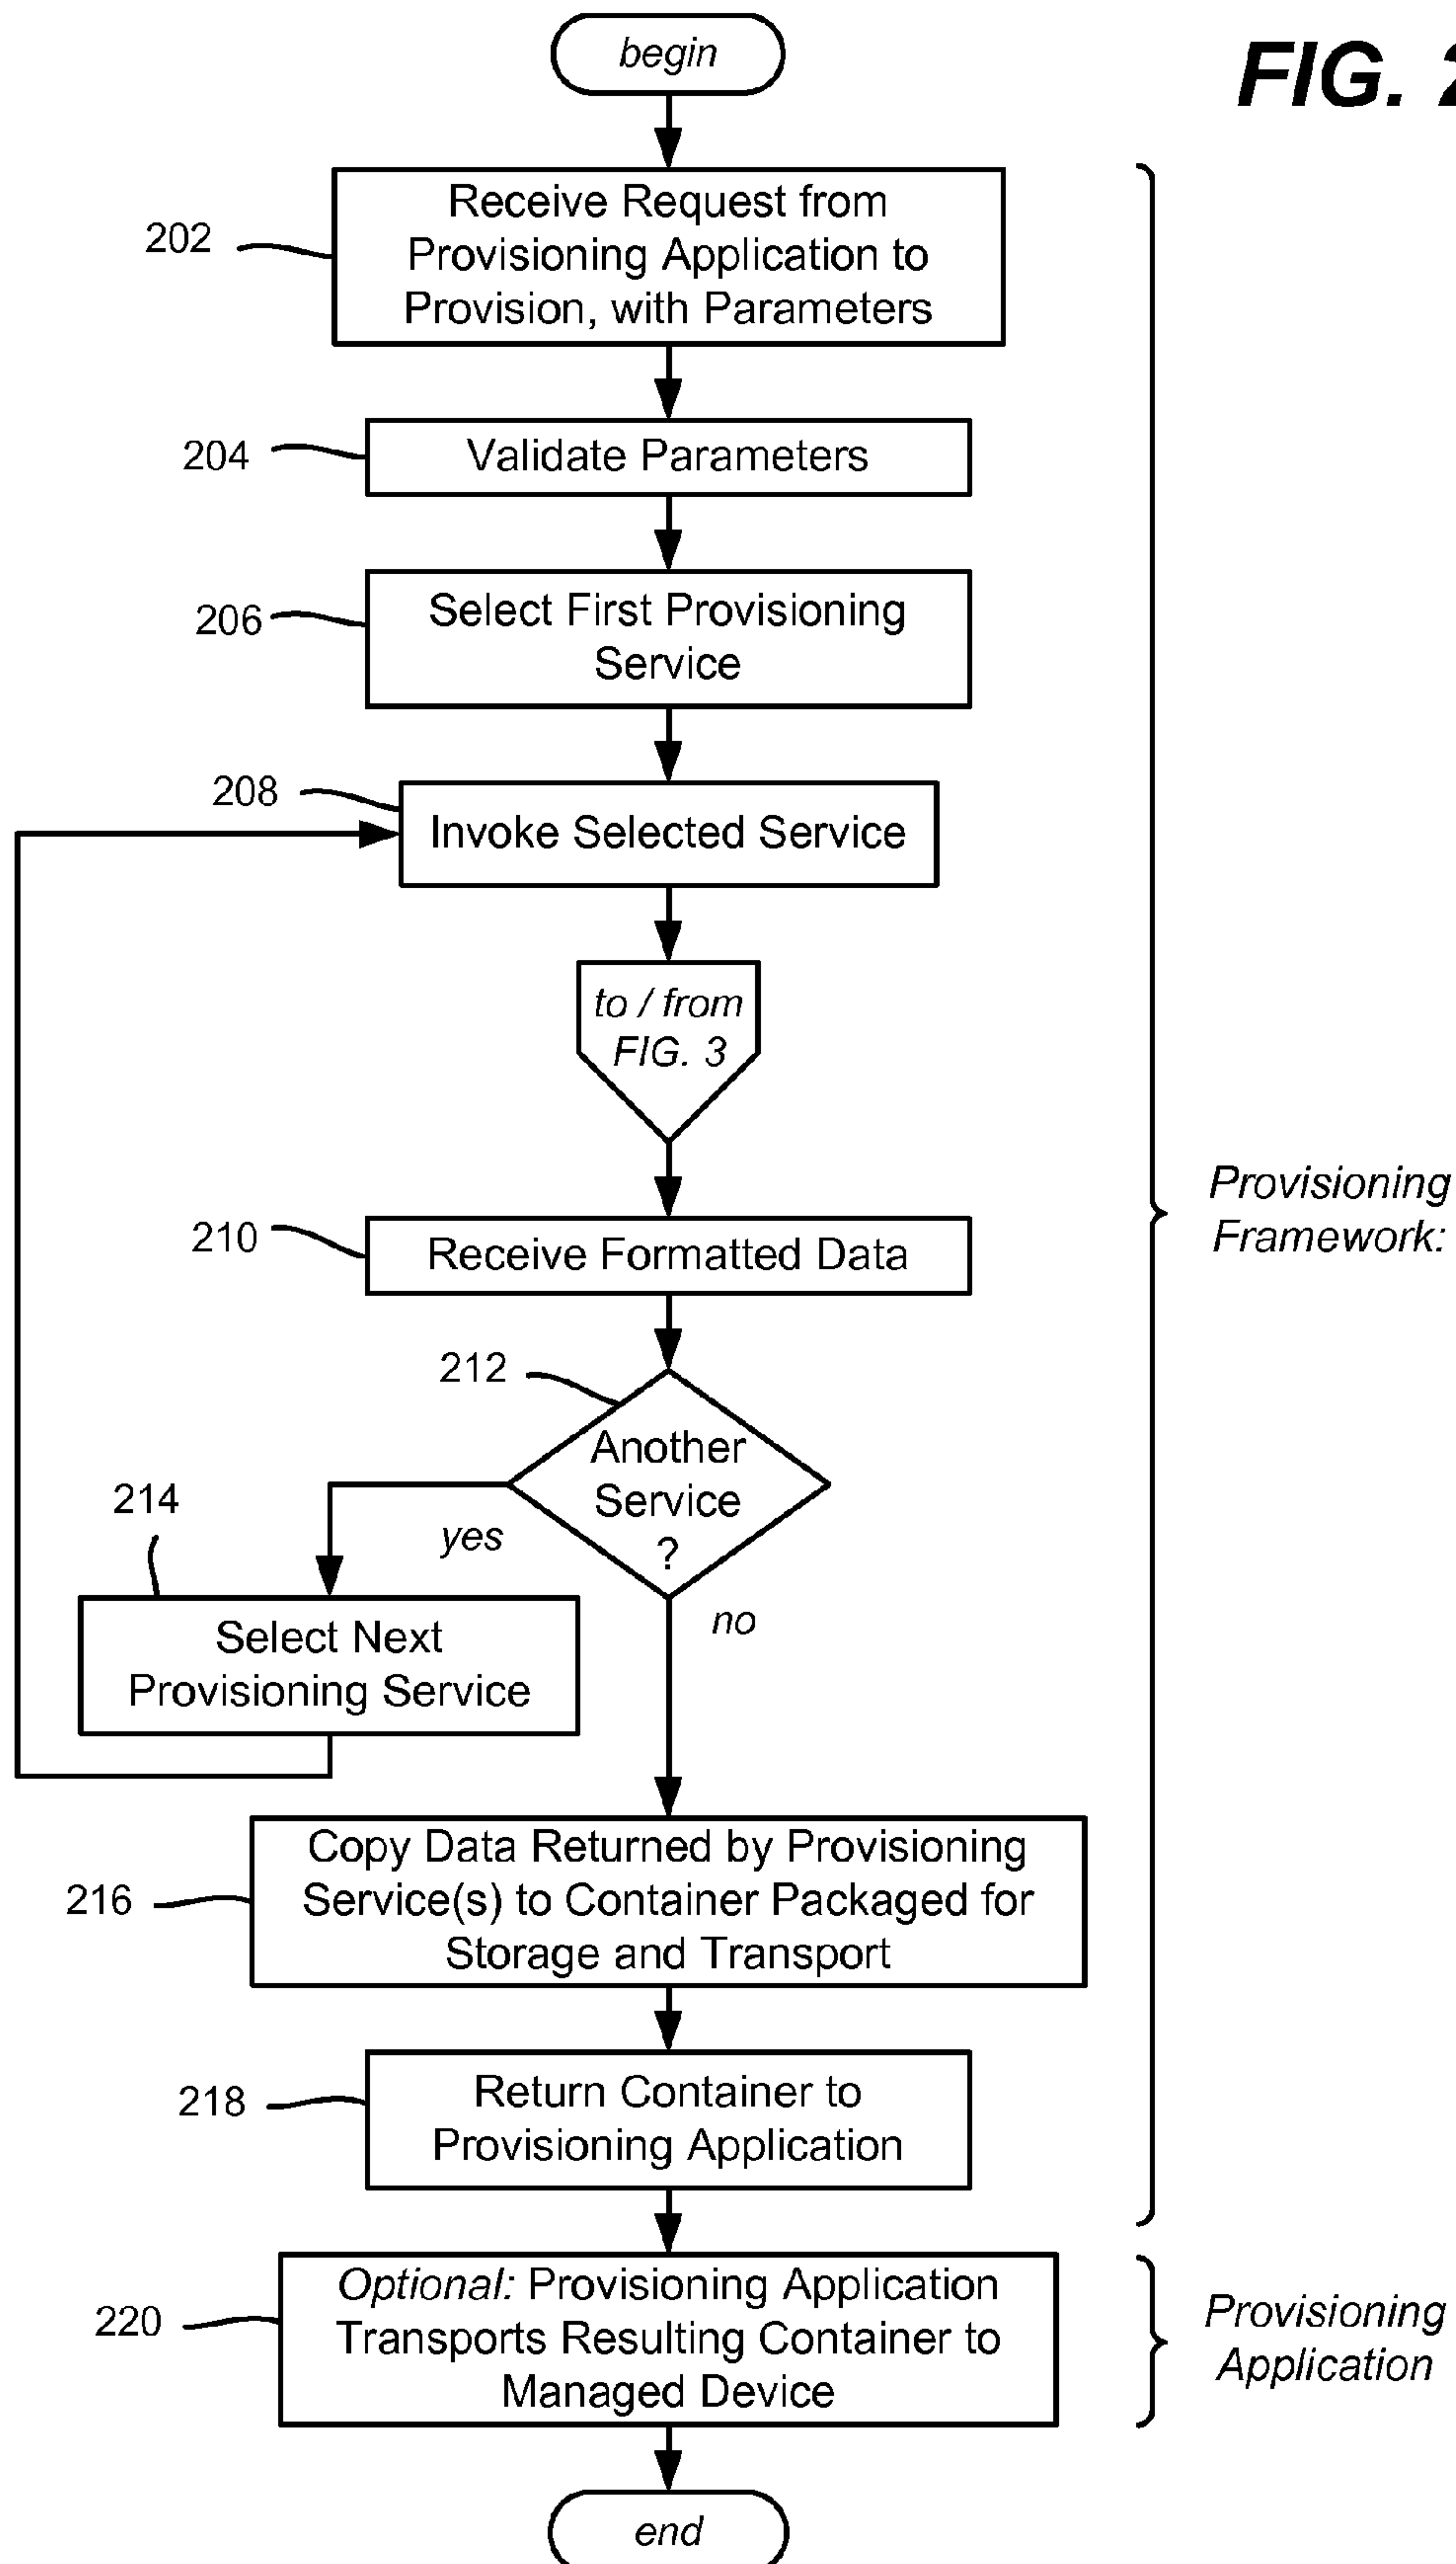 begin
FIG. 2
202
Receive Request from
Provisioning Application to
Provision, with Parameters
204
Validate Parameters
206
Select First Provisioning
Service
208
Invoke Selected Service
to / from
FIG. 3
Provisioning
Framework:
210
Receive Formatted Data
212
Another
Service
?
214
yes
no
Select Next
Provisioning Service
216
Copy Data Returned by Provisioning
Service(s) to Container Packaged for
Storage and Transport
218
Return Container to
Provisioning Application
220
Optional: Provisioning Application
Transports Resulting Container to
Managed Device
Provisioning
Application
end